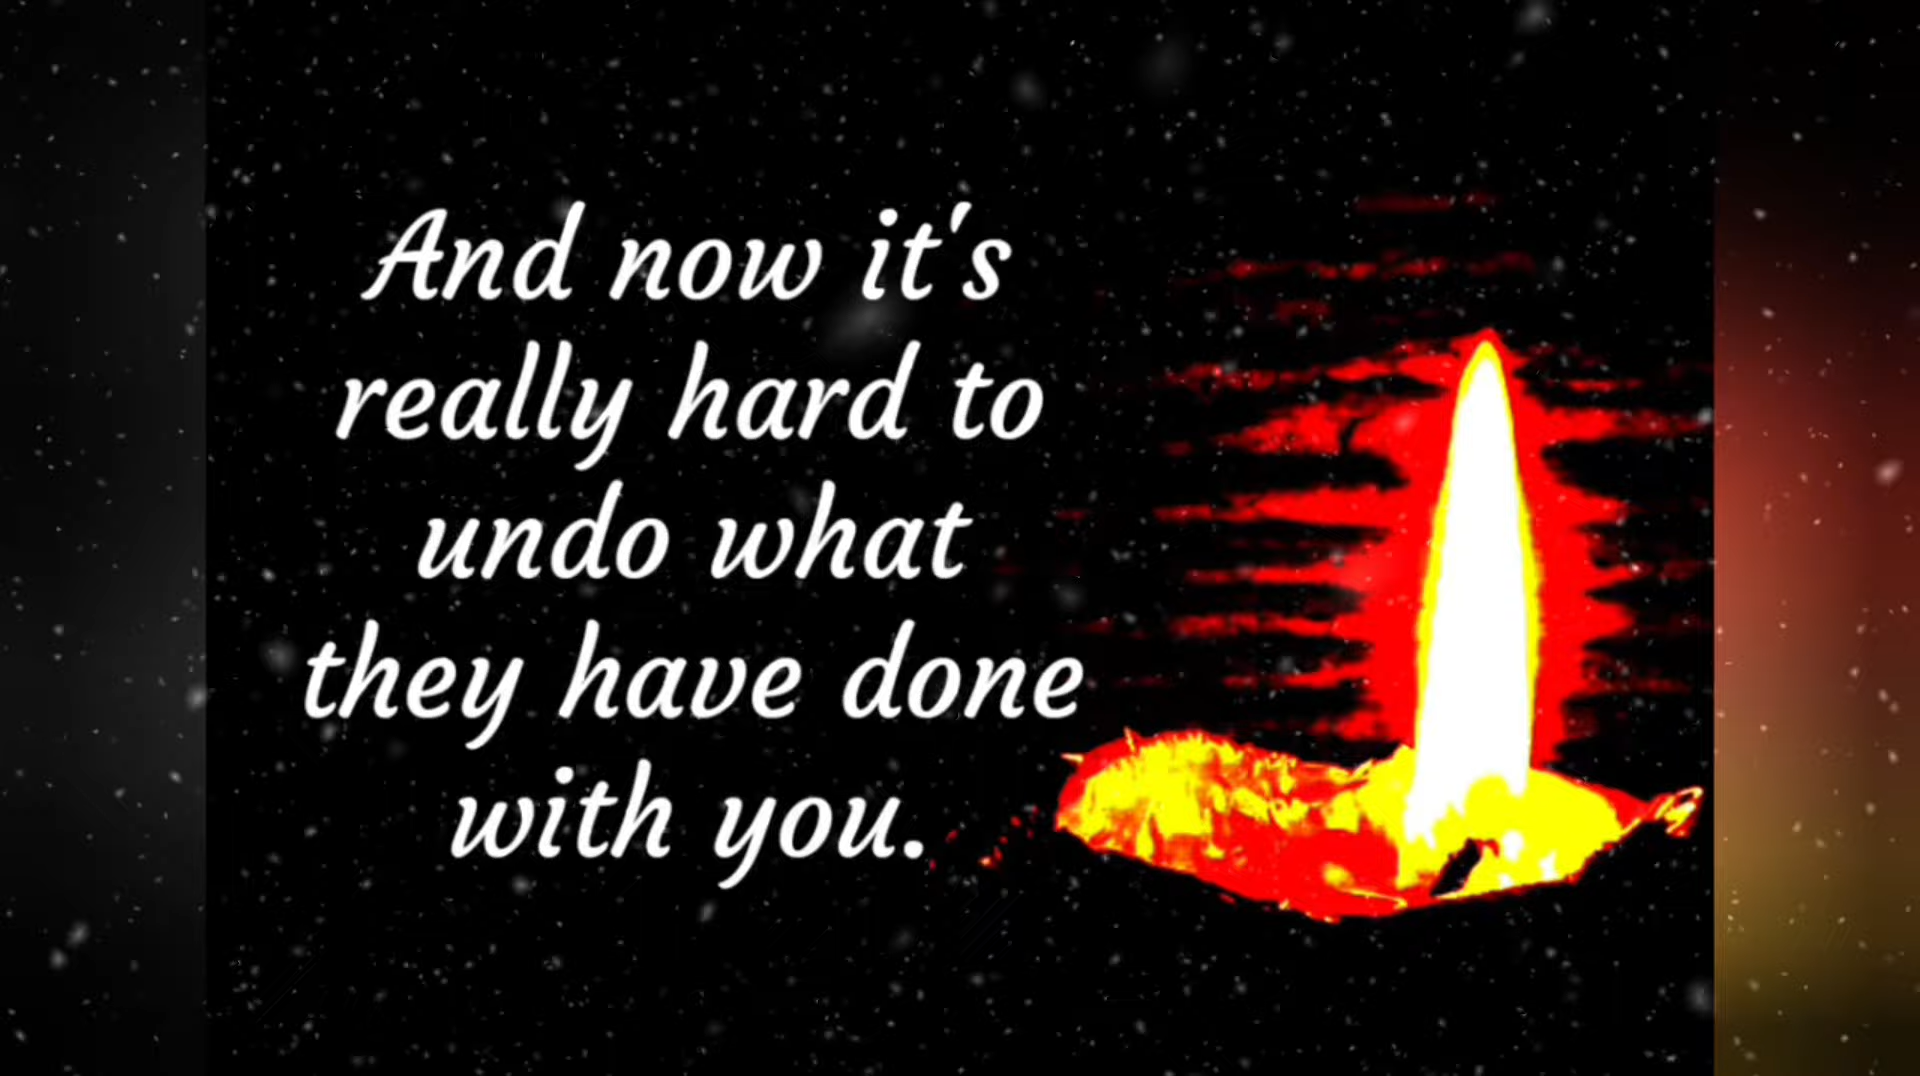 And now it's
really hard to
undo what
they have done
with you.